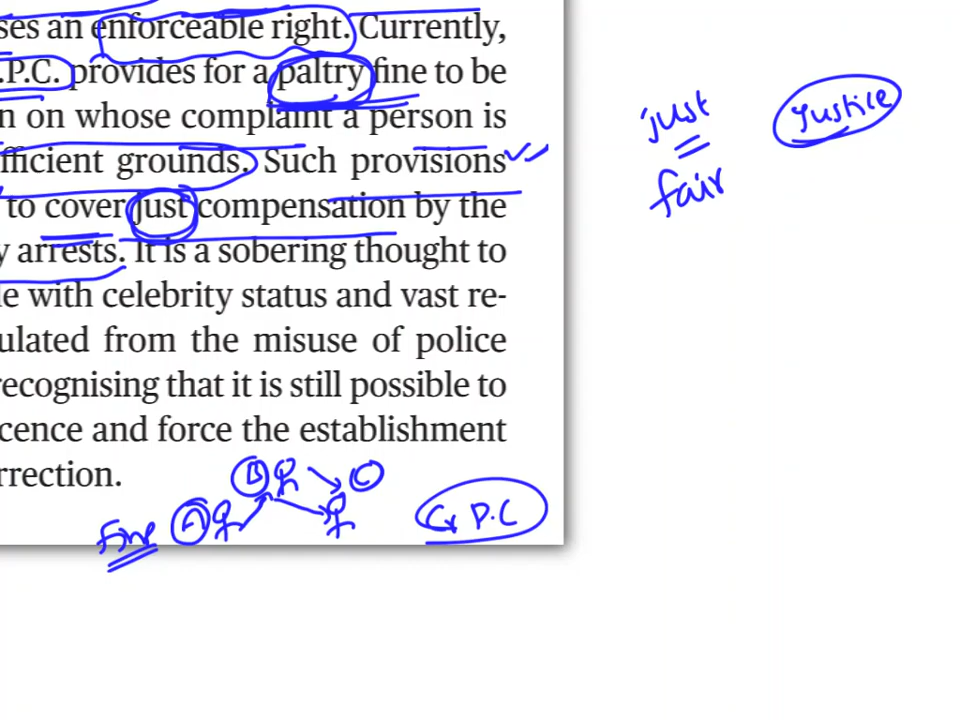 ses an enforceable right. Currently,
.P.C. provides for a paltry fine to be
n on whose complaint a person is
fficient grounds. Such provisions
to cover just compensation by the
y arrests. It is a sobering thought to
le with celebrity status and vast re-
ulated from the misuse of police
recognising that it is still possible to
cence and force the establishment
rrection.
just
fair
Justice
Fine
A
B
C
Cr P.C